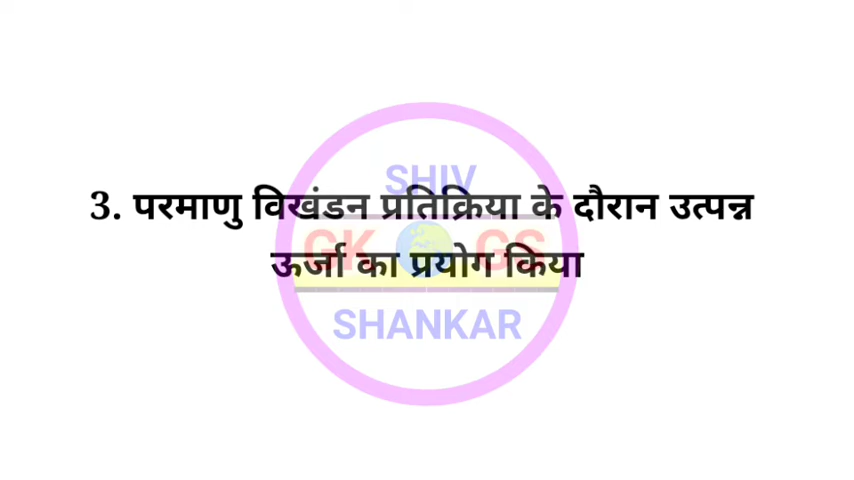 SHIV
3. परमाणु विखंडन प्रतिक्रिया के दौरान उत्पन्न
GK GS
ऊर्जा का प्रयोग किया
SHANKAR